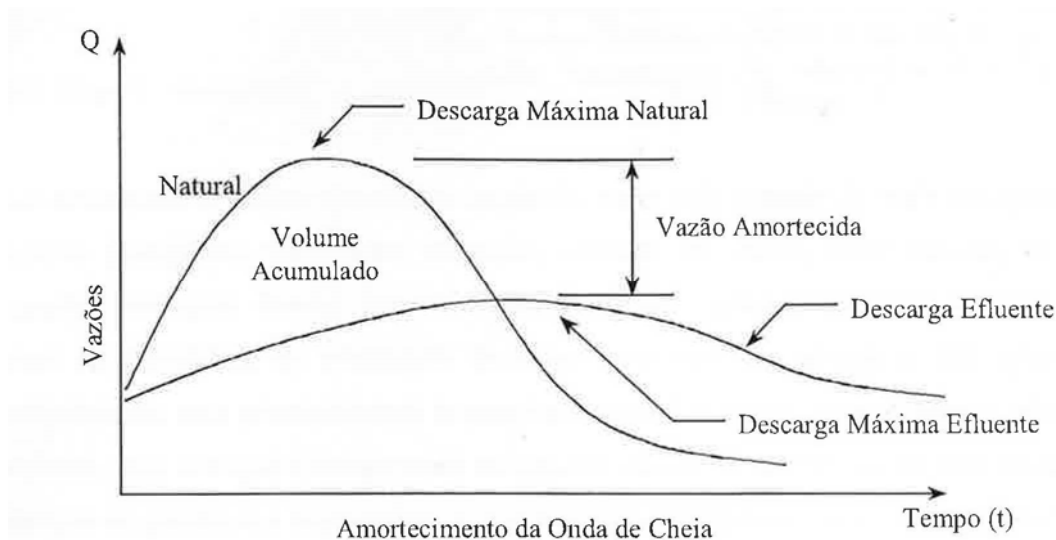 Q
Descarga Máxima Natural
Natural
Volume
Acumulado
Vazão Amortecida
Vazões
Descarga Efluente
Descarga Máxima Efluente
Tempo (t)
Amortecimento da Onda de Cheia